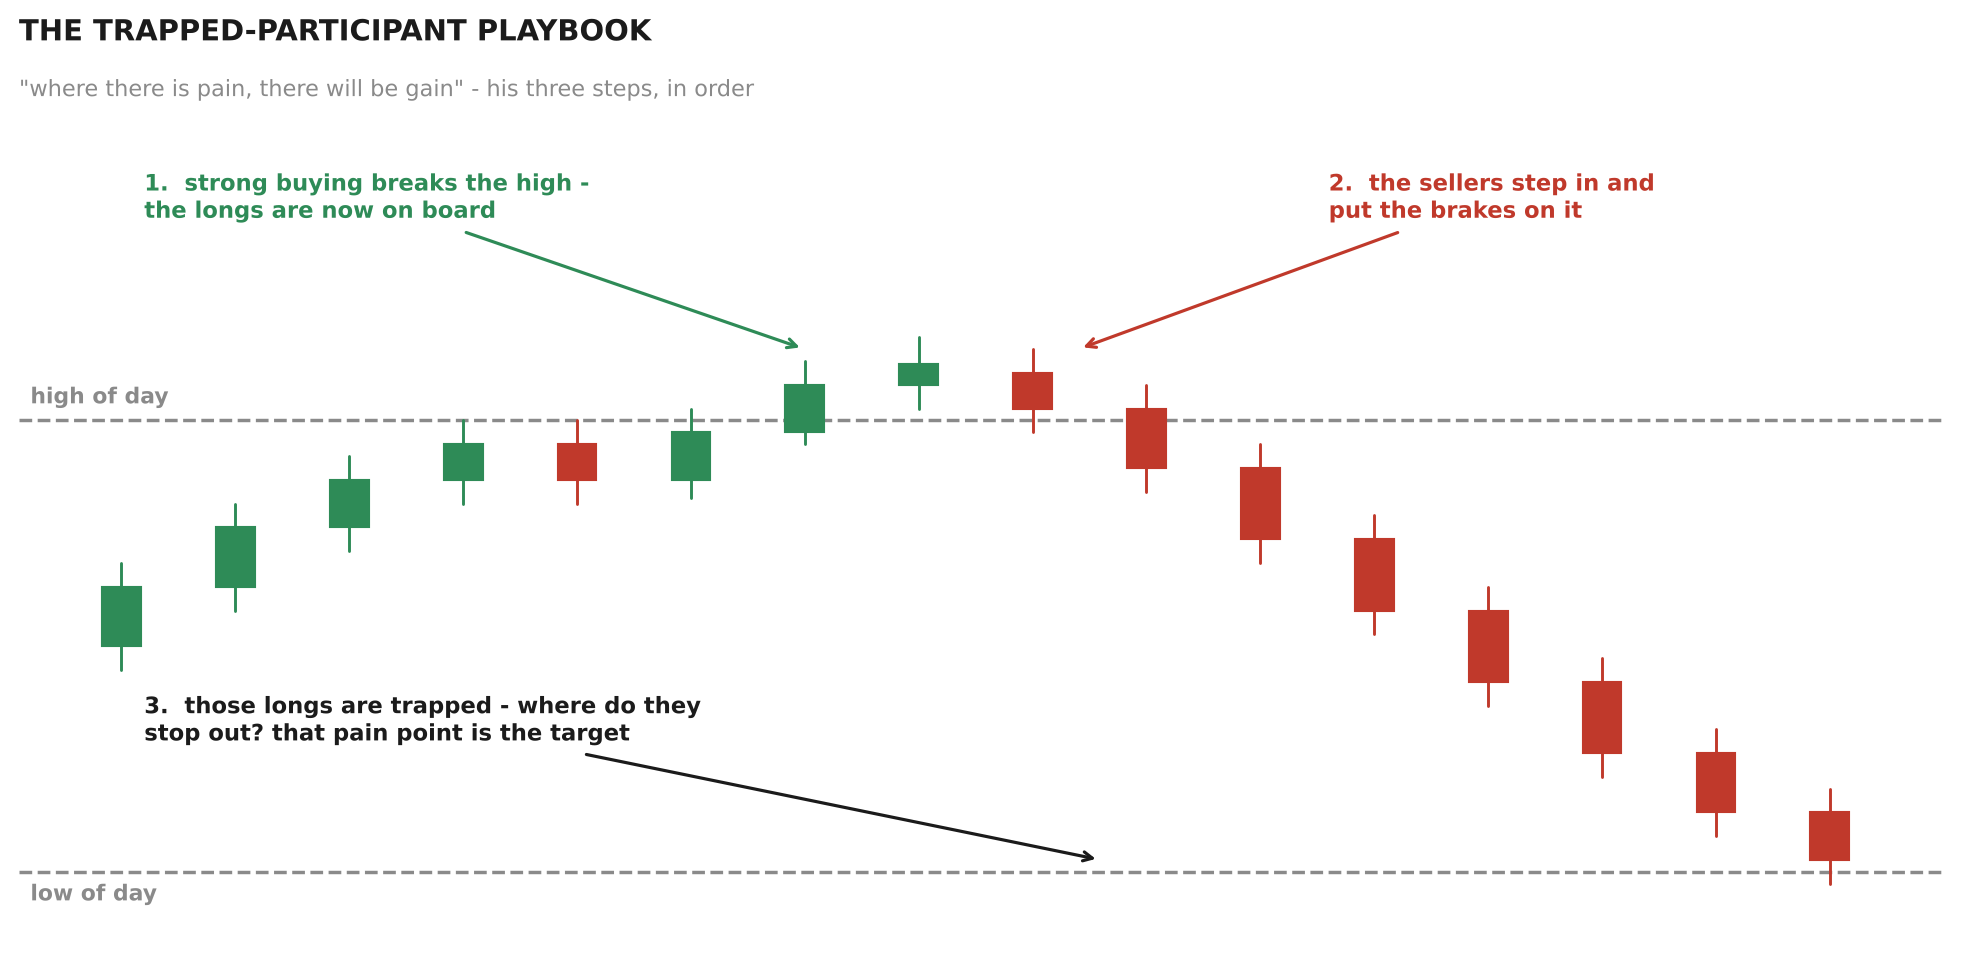 THE TRAPPED-PARTICIPANT PLAYBOOK
"where there is pain, there will be gain" - his three steps, in order
1.  strong buying breaks the high -
the longs are now on board
2.  the sellers step in and
put the brakes on it
high of day
3.  those longs are trapped - where do they
stop out? that pain point is the target
low of day